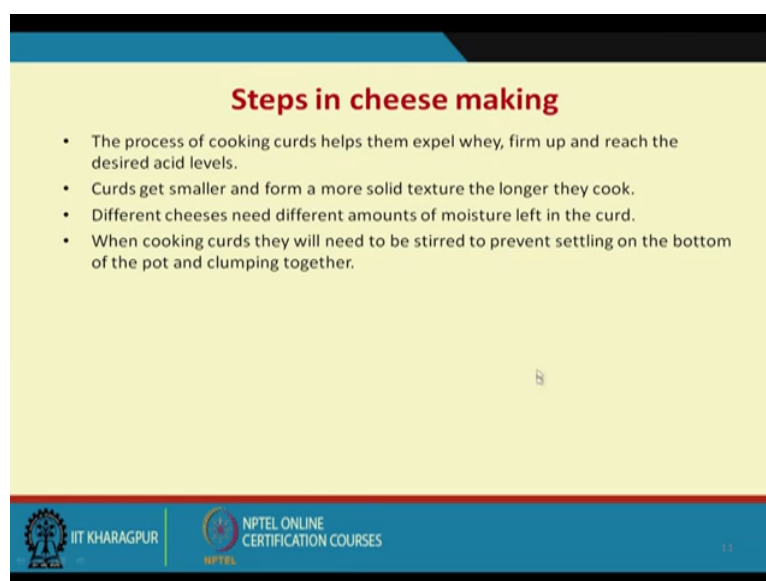 Steps in cheese making
• The process of cooking curds helps them expel whey, firm up and reach the
desired acid levels.
• Curds get smaller and form a more solid texture the longer they cook.
• Different cheeses need different amounts of moisture left in the curd.
• When cooking curds they will need to be stirred to prevent settling on the bottom
of the pot and clumping together.
IIT KHARAGPUR
NPTEL
NPTEL ONLINE
CERTIFICATION COURSES
11